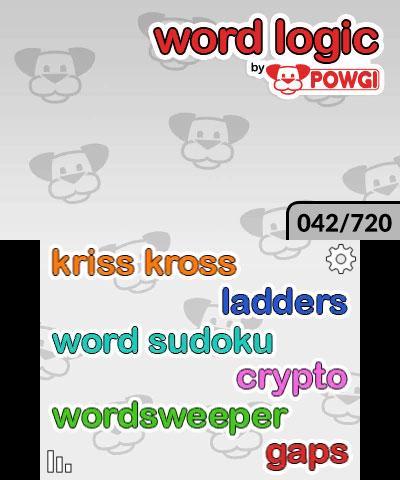 word logic
by POWGI
042/720
kriss kross
ladders
word sudoku
crypto
wordsweeper
gaps